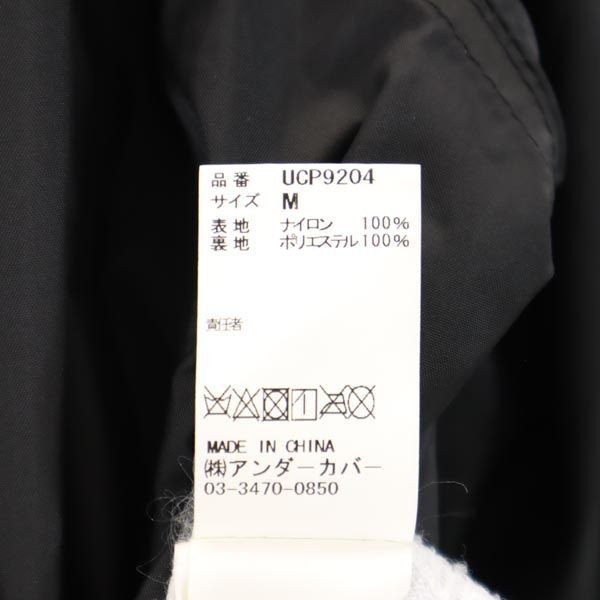 品番 UCP9204
サイズ M
表地 ナイロン 100%
裏地 ポリエステル100%
責任者
MADE IN CHINA
㈱アンダーカバー
03-3470-0850